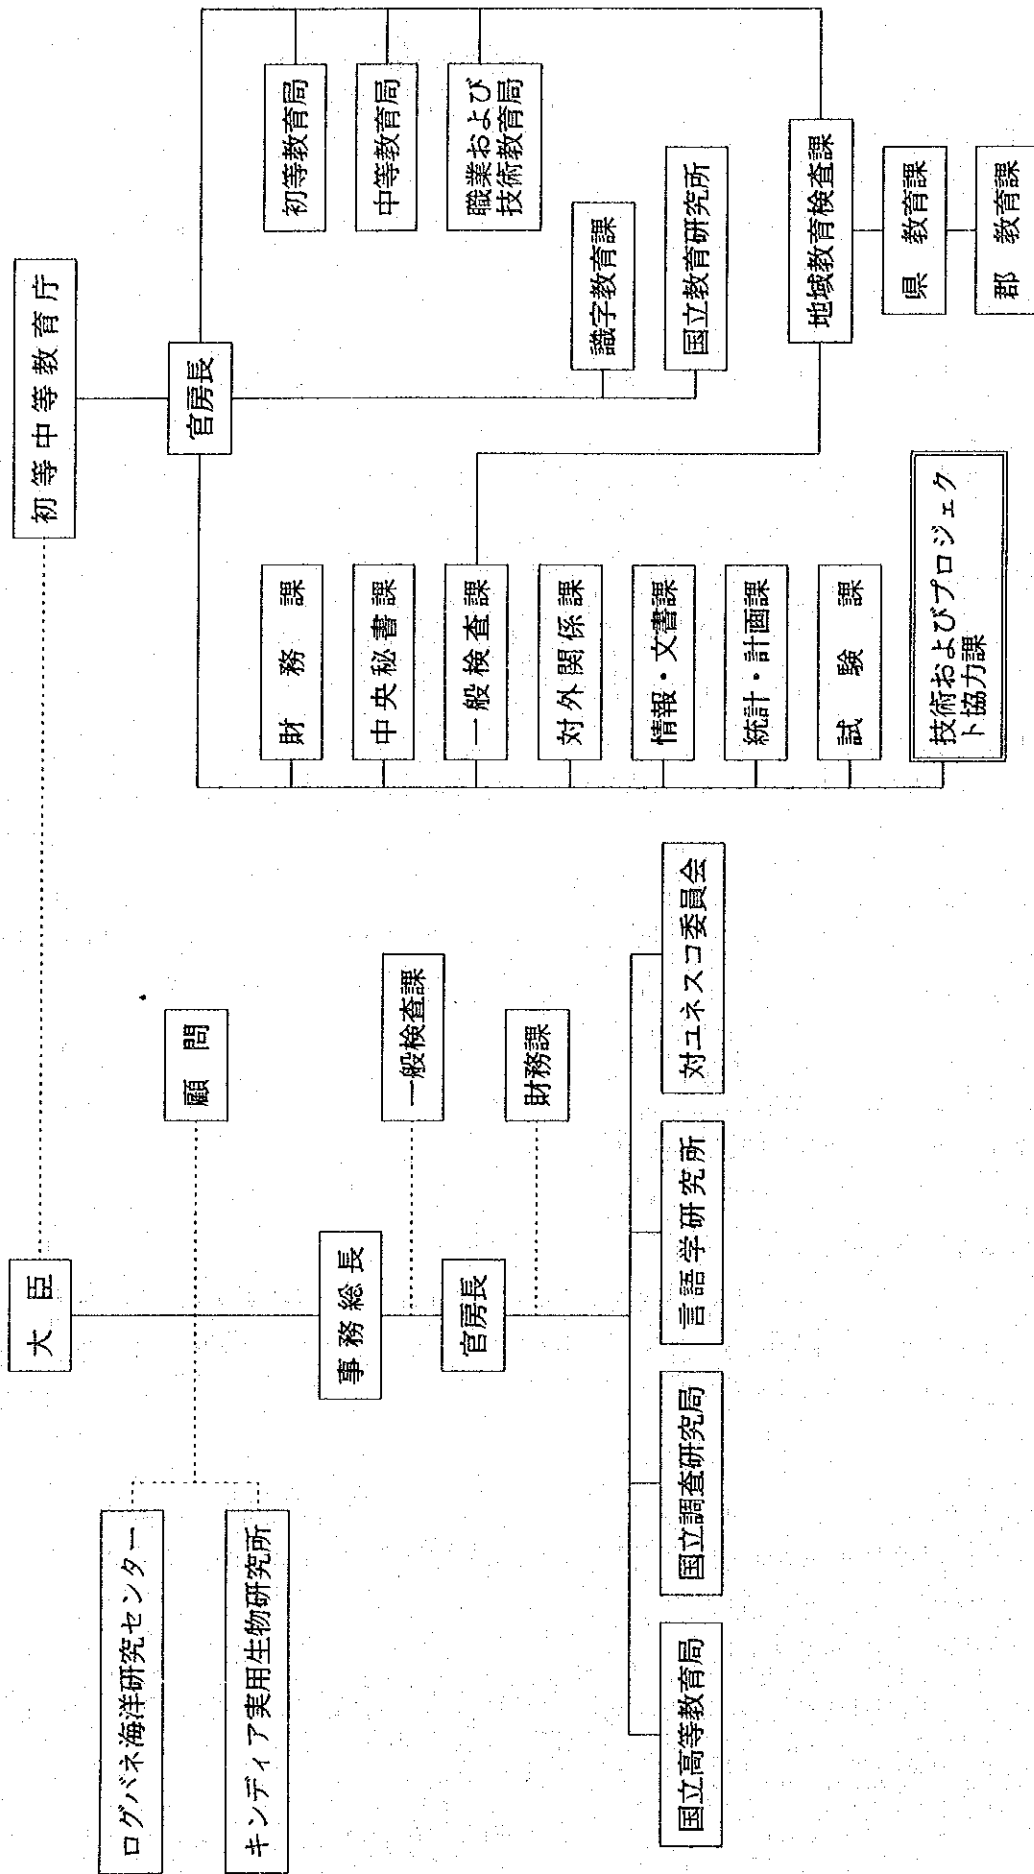 大臣
初等中等教育庁
ログバネ海洋研究センター
キンディア実用生物研究所
顧問
事務総長
一般検査課
官房長
財務課
国立高等教育局
国立調査研究局
言語学研究所
対ユネスコ委員会
官房長
財務課
中央秘書課
一般検査課
対外関係課
情報・文書課
統計・計画課
試験課
技術およびプロジェク
ト協力課
識字教育課
国立教育研究所
初等教育局
中等教育局
職業および
技術教育局
地域教育検査課
県 教育課
郡 教育課